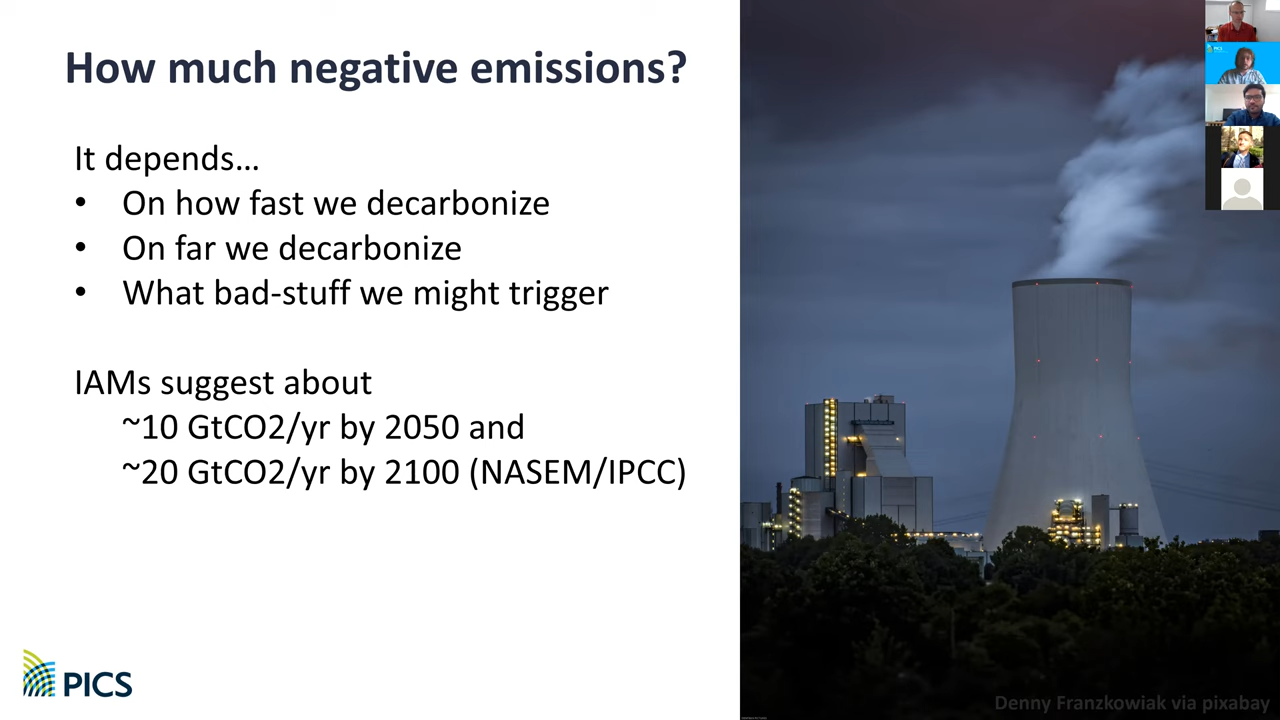 How much negative emissions?
It depends…
• On how fast we decarbonize
• On far we decarbonize
• What bad-stuff we might trigger
IAMs suggest about
~10 GtCO2/yr by 2050 and
~20 GtCO2/yr by 2100 (NASEM/IPCC)
PICS
Denny Franzkowiak via pixabay
PICS